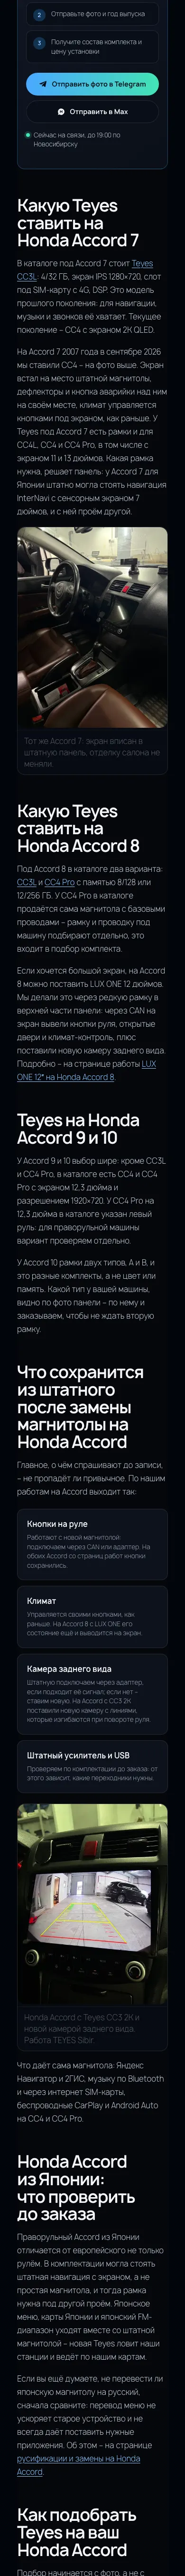 2 Отправьте фото и год выпуска
3 Получите состав комплекта и
цену установки
Отправить фото в Telegram
Отправить в Max
Сейчас на связи, до 19:00 по
Новосибирску
Какую Teyes
ставить на
Honda Accord 7
В каталоге под Accord 7 стоит Teyes
CC3L: 4/32 ГБ, экран IPS 1280×720, слот
под SIM-карту с 4G, DSP. Это модель
прошлого поколения: для навигации,
музыки и звонков её хватает. Текущее
поколение – CC4 с экраном 2K QLED.
На Accord 7 2007 года в сентябре 2026
мы ставили CC4 – на фото выше. Экран
встал на место штатной магнитолы,
дефлекторы и кнопка аварийки над ним
на своём месте, климат управляется
кнопками под экраном, как раньше. У
Teyes под Accord 7 есть рамки и для
CC4L, CC4 и CC4 Pro, в том числе с
экраном 11 и 13 дюймов. Какая рамка
нужна, решает панель: у Accord 7 для
Японии штатно могла стоять навигация
InterNavi с сенсорным экраном 7
дюймов, и с ней проём другой.
Тот же Accord 7: экран вписан в
штатную панель, отделку салона не
меняли.
Какую Teyes
ставить на
Honda Accord 8
Под Accord 8 в каталоге два варианта:
CC3L и CC4 Pro с памятью 8/128 или
12/256 ГБ. У CC4 Pro в каталоге
продаётся сама магнитола с базовыми
проводами – рамку и проводку под
машину подбирают отдельно, это
входит в подбор комплекта.
Если хочется большой экран, на Accord
8 можно поставить LUX ONE 12 дюймов.
Мы делали это через редкую рамку в
верхней части панели: через CAN на
экран вывели кнопки руля, открытые
двери и климат-контроль, плюс
поставили новую камеру заднего вида.
Подробно – на странице работы LUX
ONE 12″ на Honda Accord 8.
Teyes на Honda
Accord 9 и 10
У Accord 9 и 10 выбор шире: кроме CC3L
и CC4 Pro, в каталоге есть CC4 и CC4
Pro с экраном 12,3 дюйма и
разрешением 1920×720. У CC4 Pro на
12,3 дюйма в каталоге указан левый
руль: для праворульной машины
вариант проверяем отдельно.
У Accord 10 рамки двух типов, A и B, и
это разные комплекты, а не цвет или
память. Какой тип у вашей машины,
видно по фото панели – по нему и
заказываем, чтобы не ждать вторую
рамку.
Что сохранится
из штатного
после замены
магнитолы на
Honda Accord
Главное, о чём спрашивают до записи,
– не пропадёт ли привычное. По нашим
работам на Accord выходит так:
Кнопки на руле
Работают с новой магнитолой:
подключаем через CAN или адаптер. На
обоих Accord со страниц работ кнопки
сохранились.
Климат
Управляется своими кнопками, как
раньше. На Accord 8 с LUX ONE его
состояние ещё и выводится на экран.
Камера заднего вида
Штатную подключаем через адаптер,
если подходит её сигнал; если нет –
ставим новую. На Accord с CC3 2K
поставили новую камеру с линиями,
которые изгибаются при повороте руля.
Штатный усилитель и USB
Проверяем по комплектации до заказа: от
этого зависит, какие переходники нужны.
Honda Accord с Teyes CC3 2K и
новой камерой заднего вида.
Работа TEYES Sibir.
Что даёт сама магнитола: Яндекс
Навигатор и 2ГИС, музыку по Bluetooth
и через интернет SIM-карты,
беспроводные CarPlay и Android Auto
на CC4 и CC4 Pro.
Honda Accord
из Японии:
что проверить
до заказа
Праворульный Accord из Японии
отличается от европейского не только
рулём. В комплектации могла стоять
штатная навигация с экраном, а не
простая магнитола, и тогда рамка
нужна под другой проём. Японское
меню, карты Японии и японский FM-
диапазон уходят вместе со штатной
магнитолой – новая Teyes ловит наши
станции и ведёт по нашим картам.
Если вы ещё думаете, не перевести ли
японскую магнитолу на русский,
сначала сравните: перевод меню не
ускоряет старое устройство и не
всегда даёт поставить нужные
приложения. Об этом – на странице
русификации и замены на Honda
Accord.
Как подобрать
Teyes на ваш
Honda Accord
Подбор начинается с фото, а не с